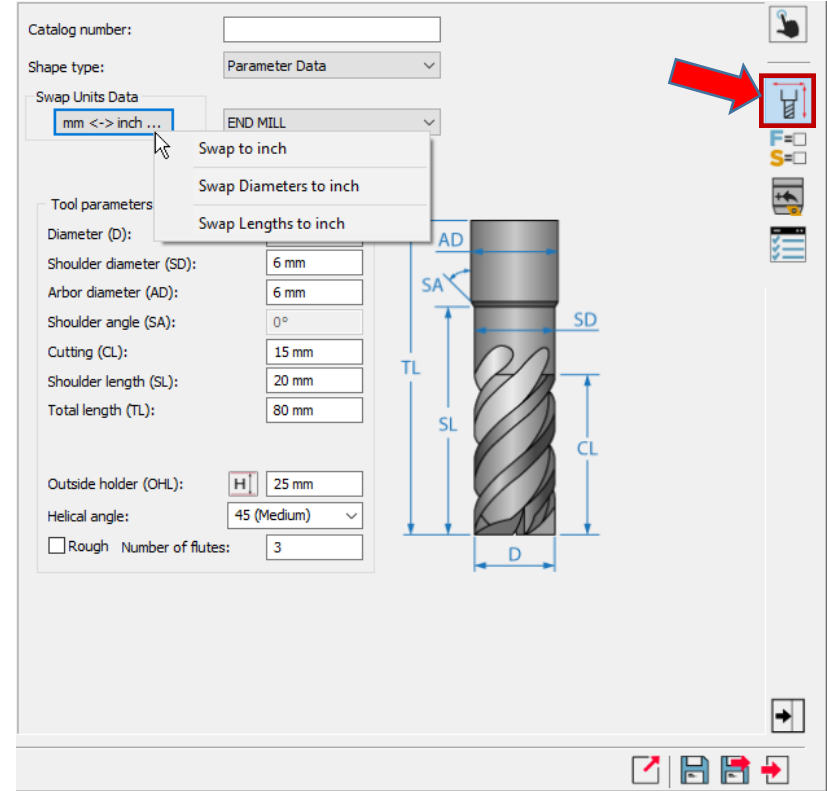 Catalog number:
Shape type: Parameter Data
Swap Units Data
mm <-> inch ... END MILL
Swap to inch
Swap Diameters to inch
Swap Lengths to inch
Tool parameters
Diameter (D):
Shoulder diameter (SD): 6 mm
Arbor diameter (AD): 6 mm
Shoulder angle (SA): 0°
Cutting (CL): 15 mm
Shoulder length (SL): 20 mm
Total length (TL): 80 mm
Outside holder (OHL): H 25 mm
Helical angle: 45 (Medium)
Rough Number of flutes: 3
AD
SA
SD
TL
SL
CL
D
F=
S=